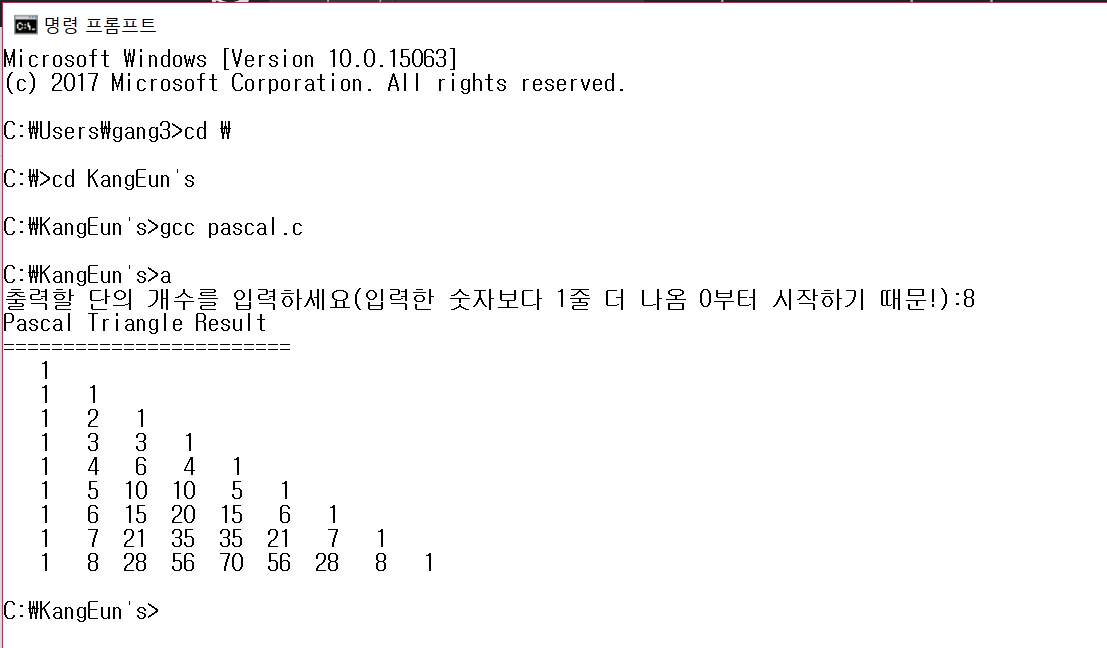 명령 프롬프트
Microsoft Windows [Version 10.0.15063]
(c) 2017 Microsoft Corporation. All rights reserved.
C:₩Users₩gang3>cd ₩
C:₩>cd KangEun's
C:₩KangEun's>gcc pascal.c
C:₩KangEun's>a
출력할 단의 개수를 입력하세요(입력한 숫자보다 1줄 더 나옴 0부터 시작하기 때문!):8
Pascal Triangle Result
========================
1
1 1
1 2 1
1 3 3 1
1 4 6 4 1
1 5 10 10 5 1
1 6 15 20 15 6 1
1 7 21 35 35 21 7 1
1 8 28 56 70 56 28 8 1
C:₩KangEun's>